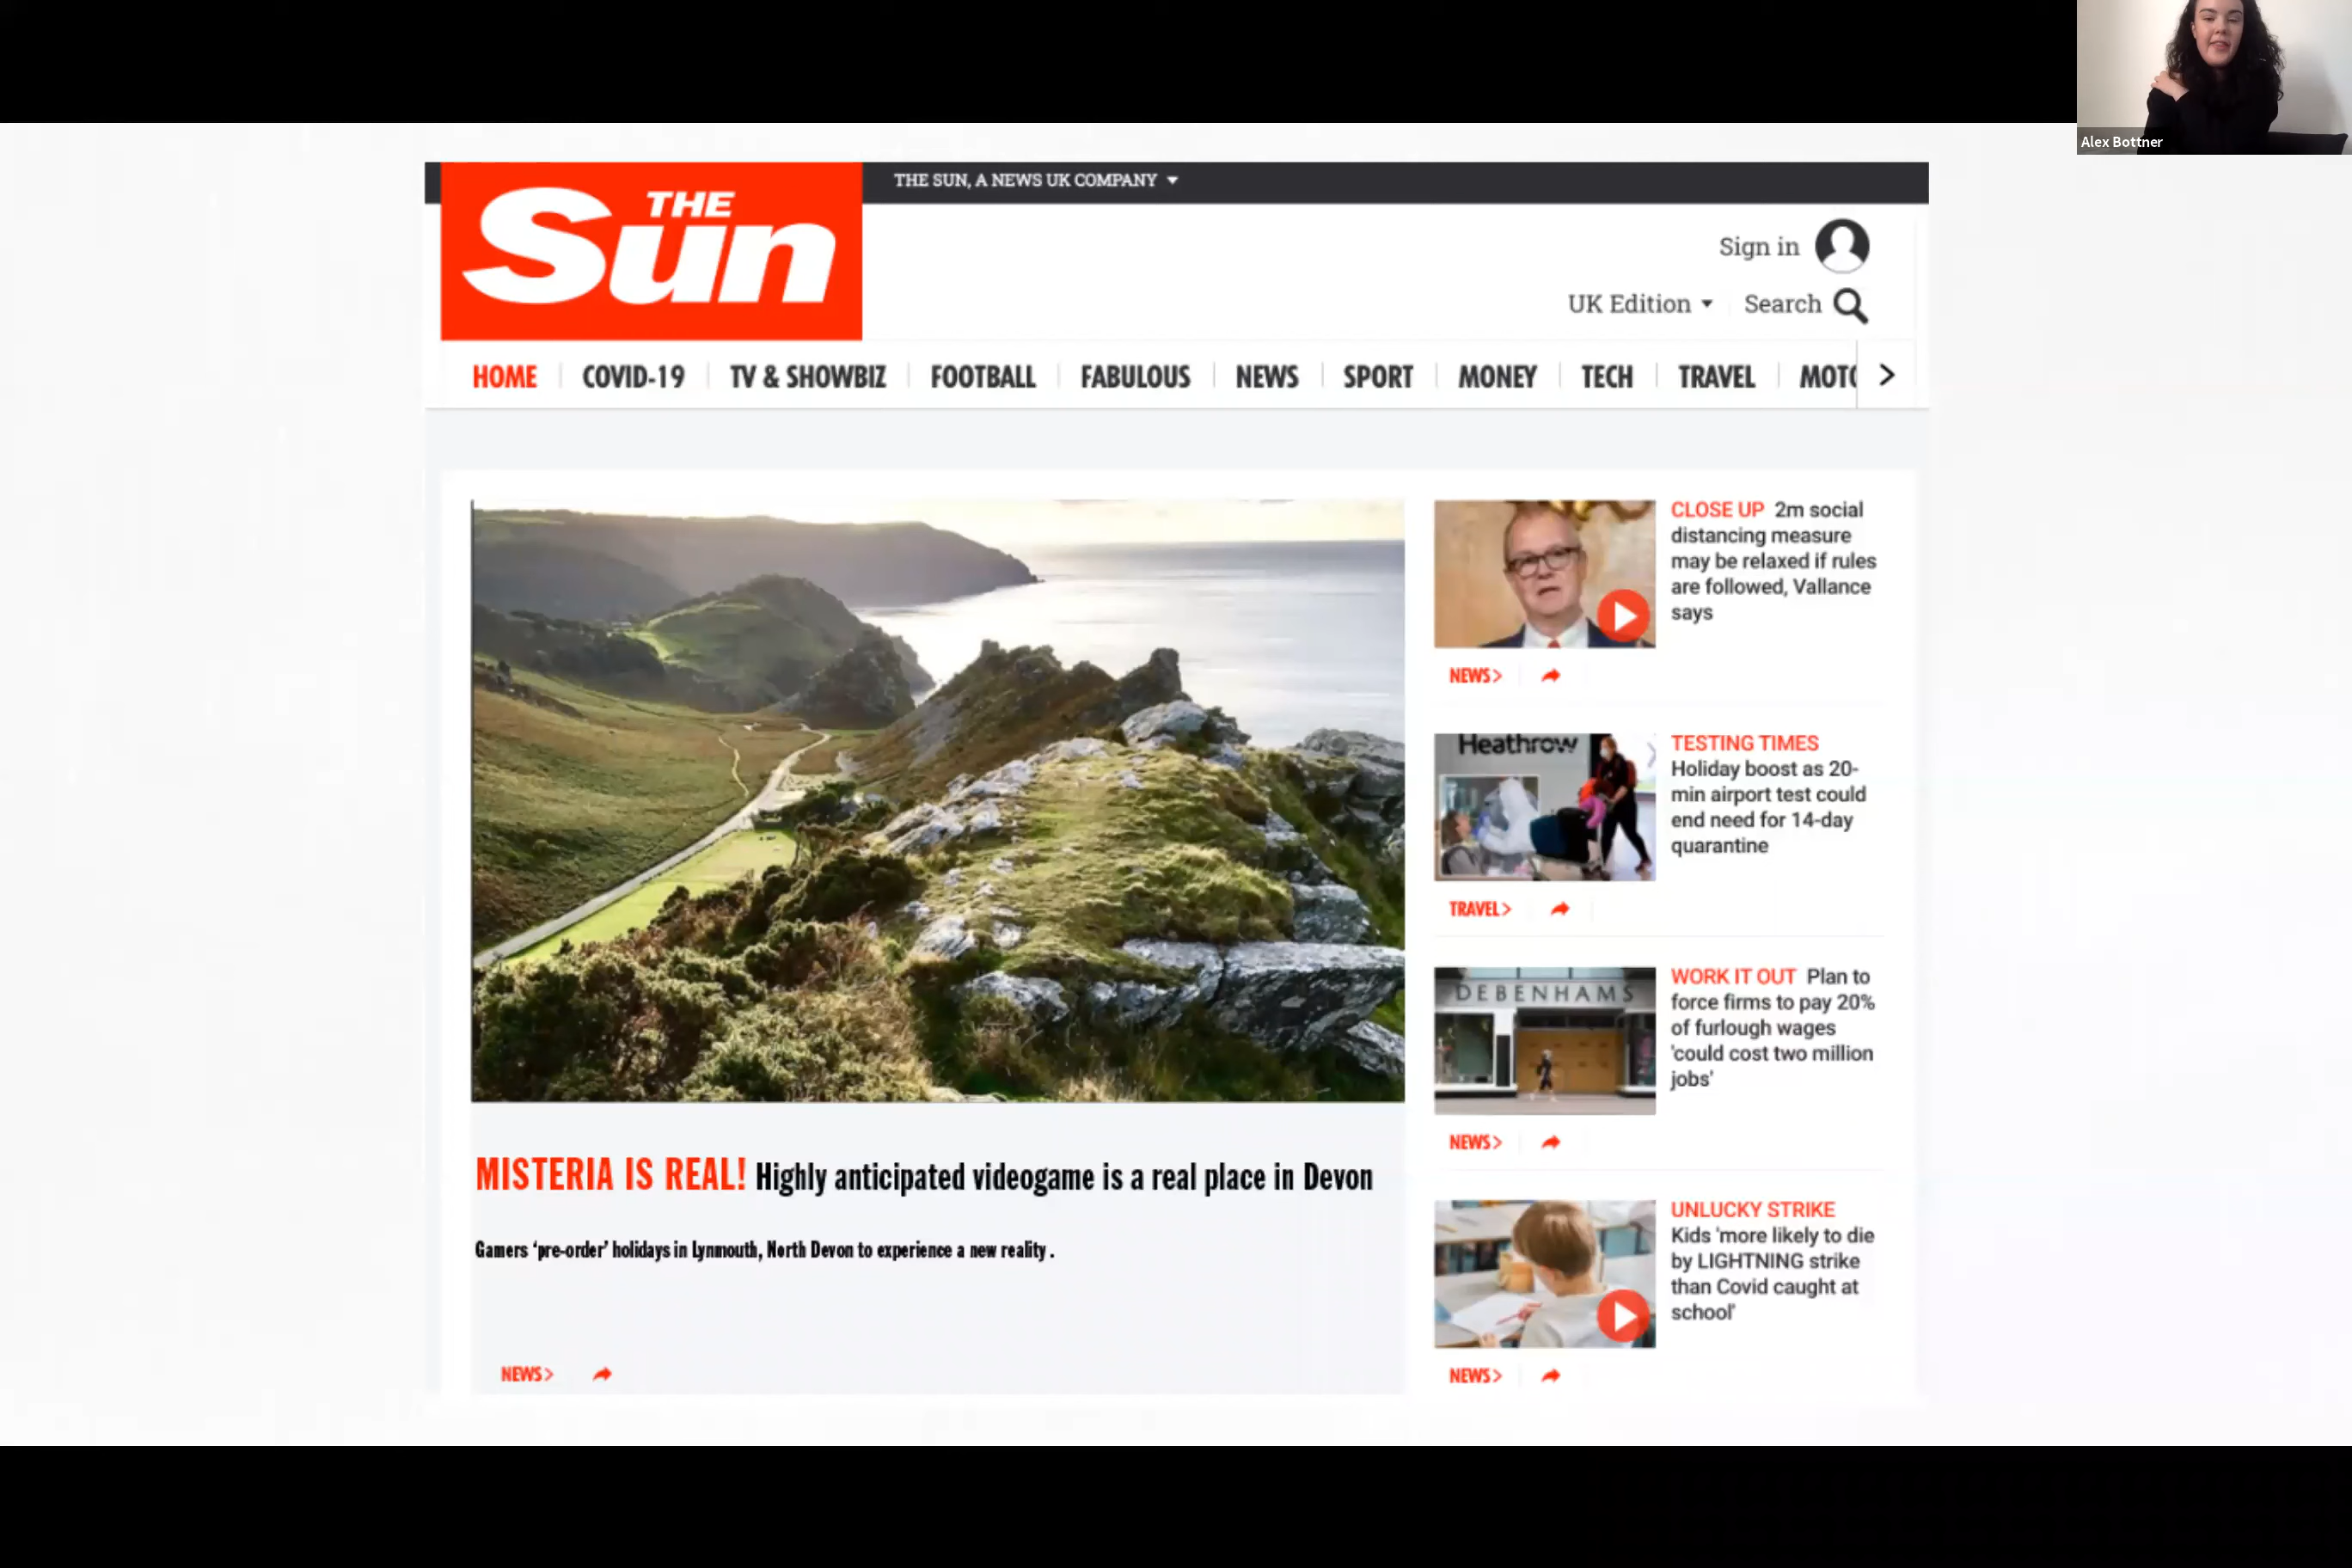 Alex Bottner
THE SUN, A NEWS UK COMPANY
THE
Sun
Sign in
UK Edition
Search
HOME
COVID-19
TV & SHOWBIZ
FOOTBALL
FABULOUS
NEWS
SPORT
MONEY
TECH
TRAVEL
MOTO
MISTERIA IS REAL! Highly anticipated videogame is a real place in Devon
Gamers ‘pre-order’ holidays in Lynmouth, North Devon to experience a new reality .
NEWS>
CLOSE UP 2m social
distancing measure
may be relaxed if rules
are followed, Vallance
says
NEWS>
Heathrow
TESTING TIMES
Holiday boost as 20-
min airport test could
end need for 14-day
quarantine
TRAVEL>
DEBENHAMS
WORK IT OUT Plan to
force firms to pay 20%
of furlough wages
'could cost two million
jobs'
NEWS>
UNLUCKY STRIKE
Kids 'more likely to die
by LIGHTNING strike
than Covid caught at
school'
NEWS>